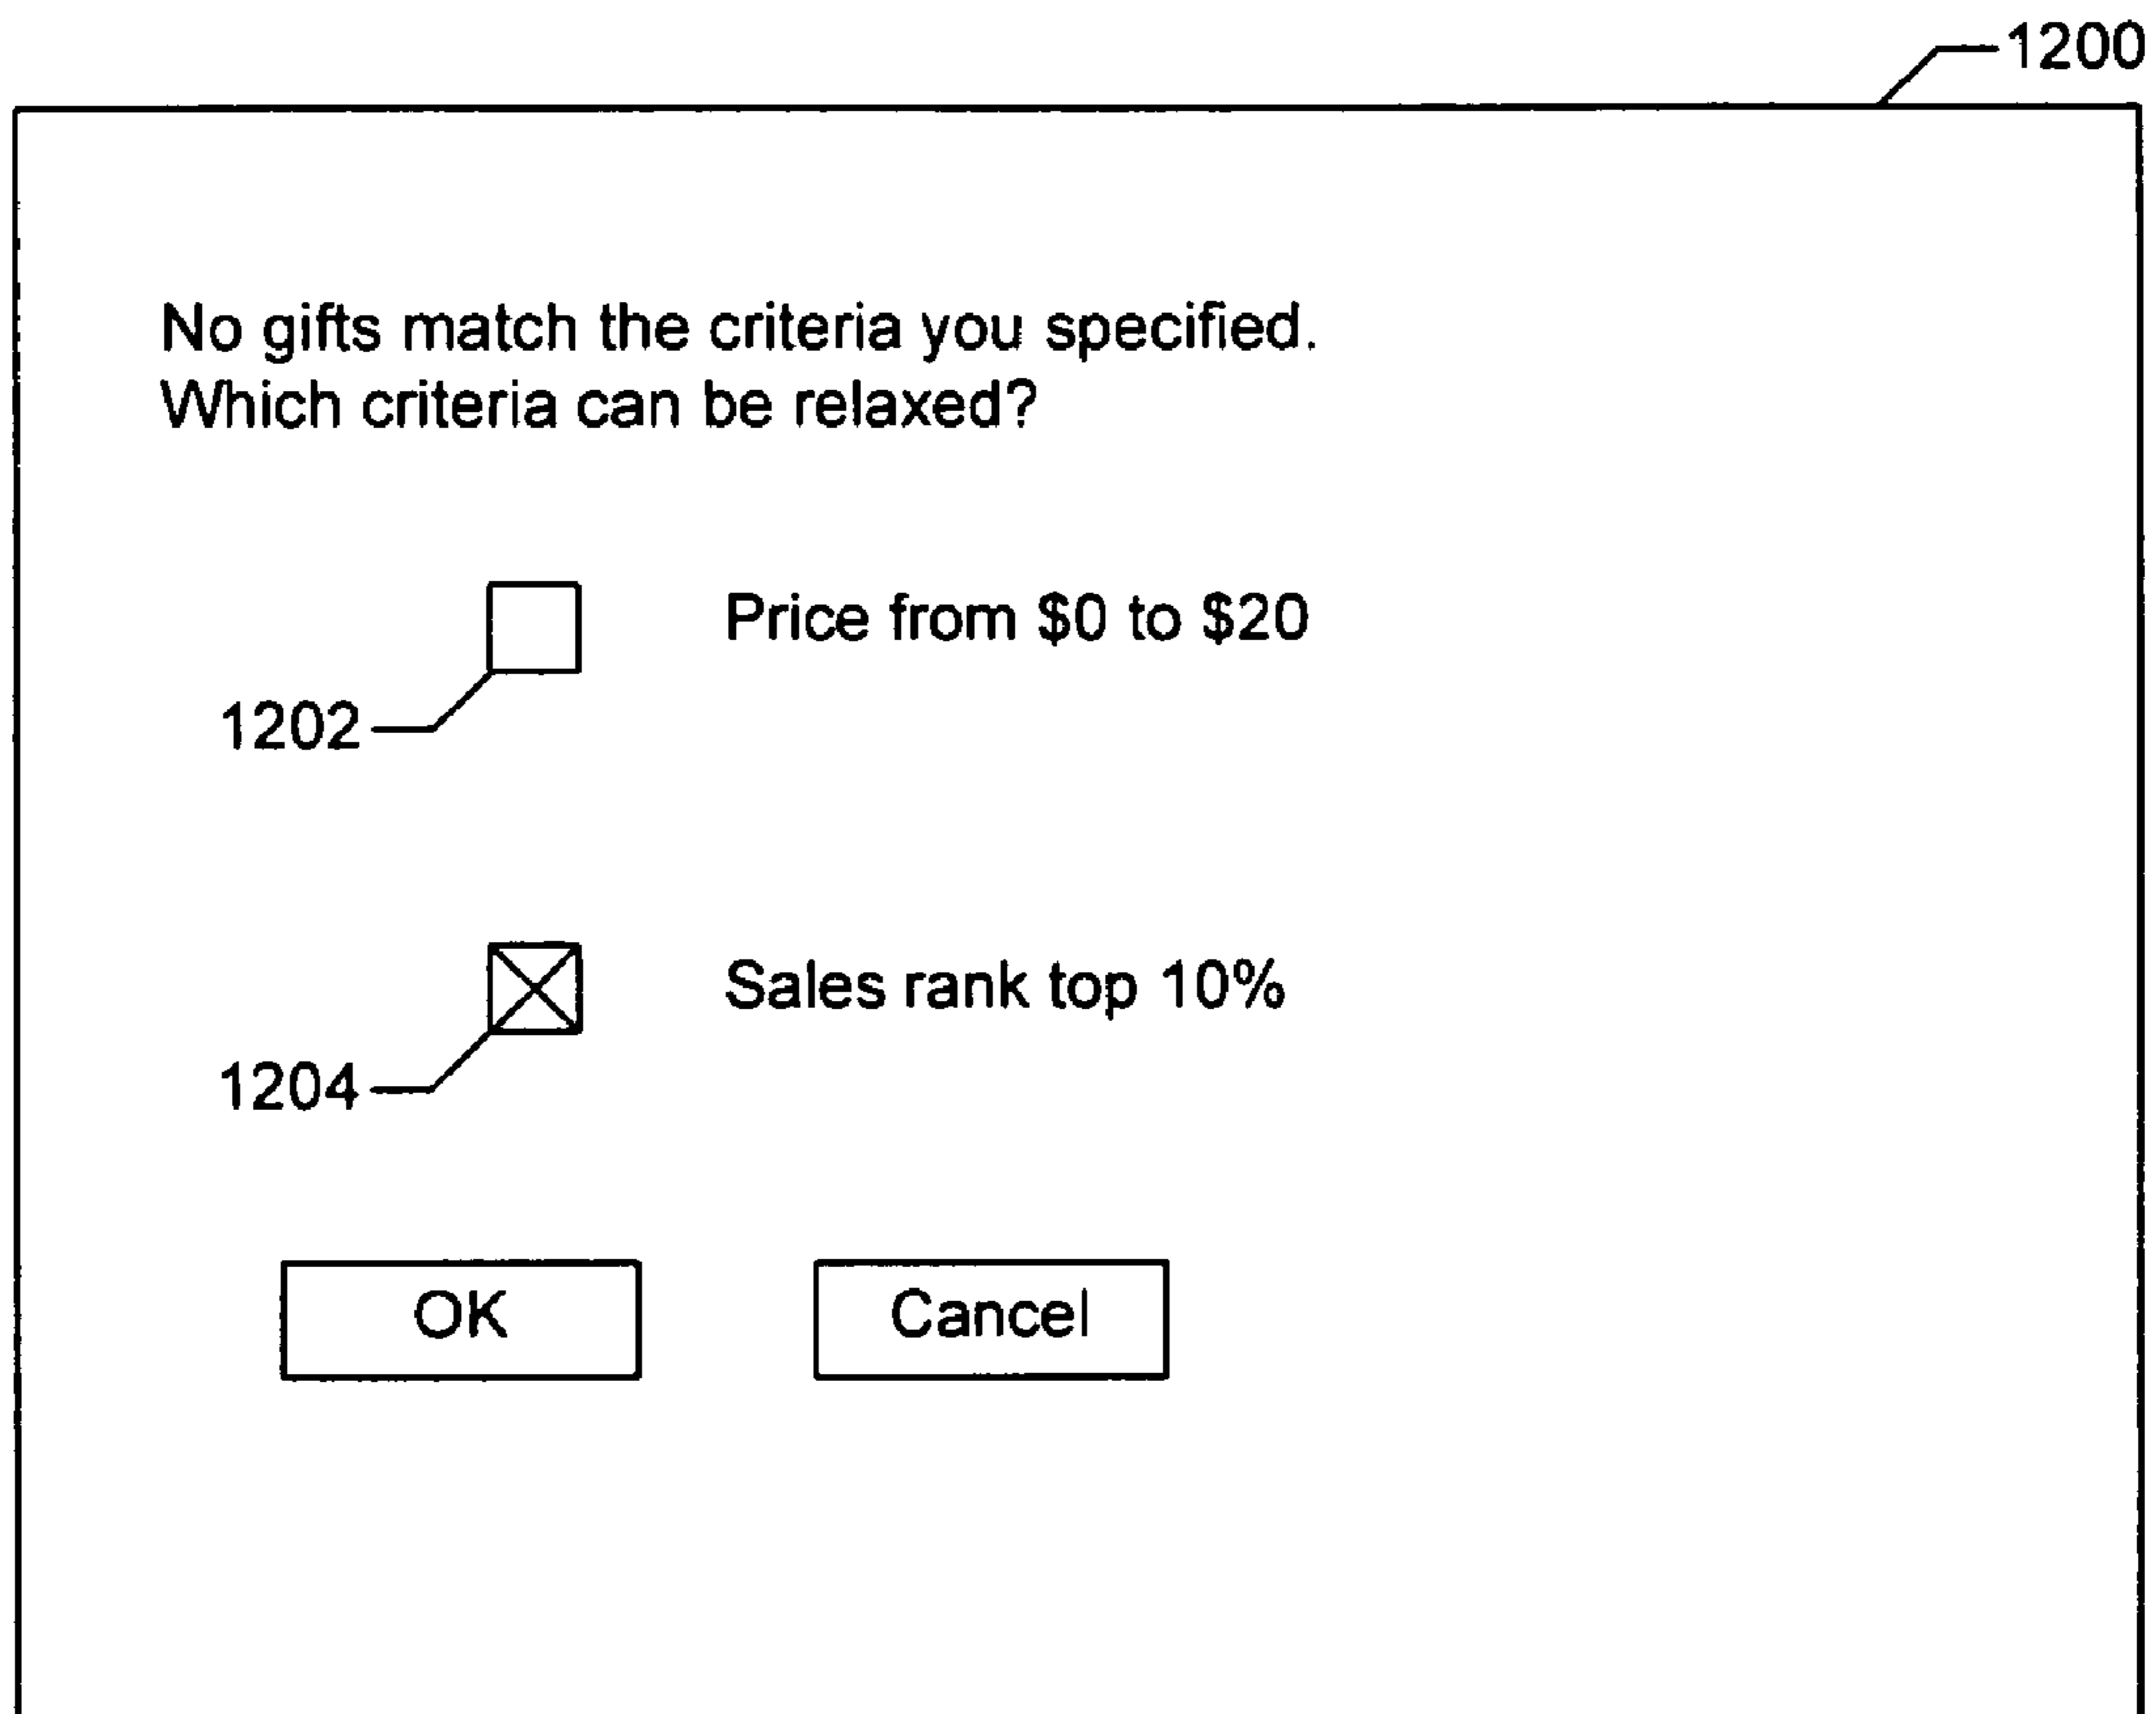 1200
No gifts match the criteria you specified.
Which criteria can be relaxed?
Price from $0 to $20
1202
Sales rank top 10%
1204
OK Cancel